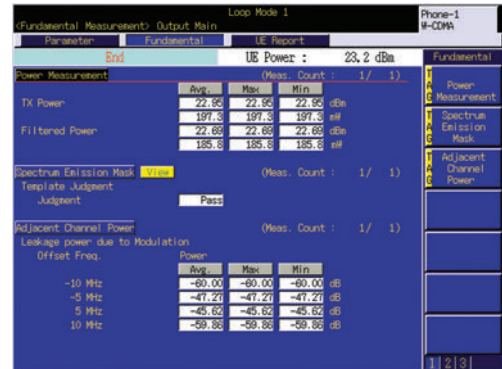 Loop Mode 1
<Fundamental Measurement> Output Main
Phone-1
W-CDMA
Parameter Fundamental UE Report
End UE Power : 23.2 dBm
Fundamental
Power Measurement (Meas. Count : 1/ 1)
Avg. Max Min
TX Power 22.95 22.95 22.95 dBm
197.3 197.3 197.3 mW
Filtered Power 22.69 22.69 22.69 dBm
185.8 185.8 185.8 mW
Spectrum Emission Mask View (Meas. Count : 1/ 1)
Template Judgment
Judgment Pass
Adjacent Channel Power (Meas. Count : 1/ 1)
Leakage power due to Modulation
Offset Freq. Power
Avg. Max Min
-10 MHz -60.00 -60.00 -60.00 dB
-5 MHz -47.27 -47.27 -47.27 dB
5 MHz -45.62 -45.62 -45.62 dB
10 MHz -59.86 -59.86 -59.86 dB
TAG Power Measurement
TAG Spectrum Emission Mask
TAG Adjacent Channel Power
1 2 3